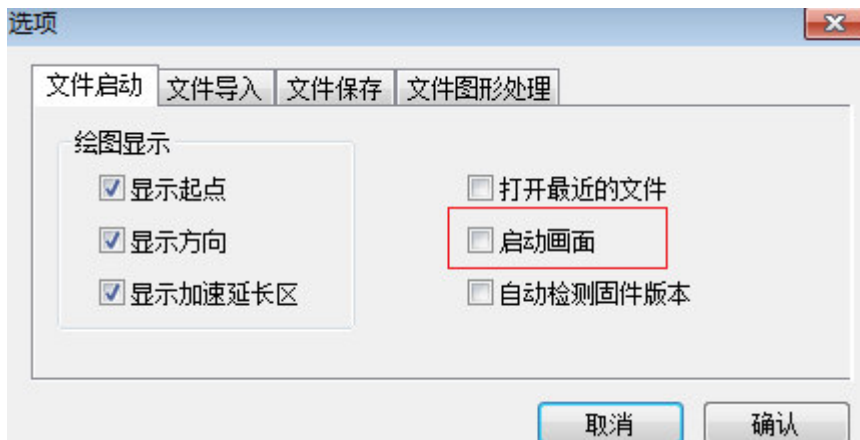 选项
文件启动 文件导入 文件保存 文件图形处理
绘图显示
显示起点 打开最近的文件
显示方向 启动画面
显示加速延长区 自动检测固件版本
取消 确认